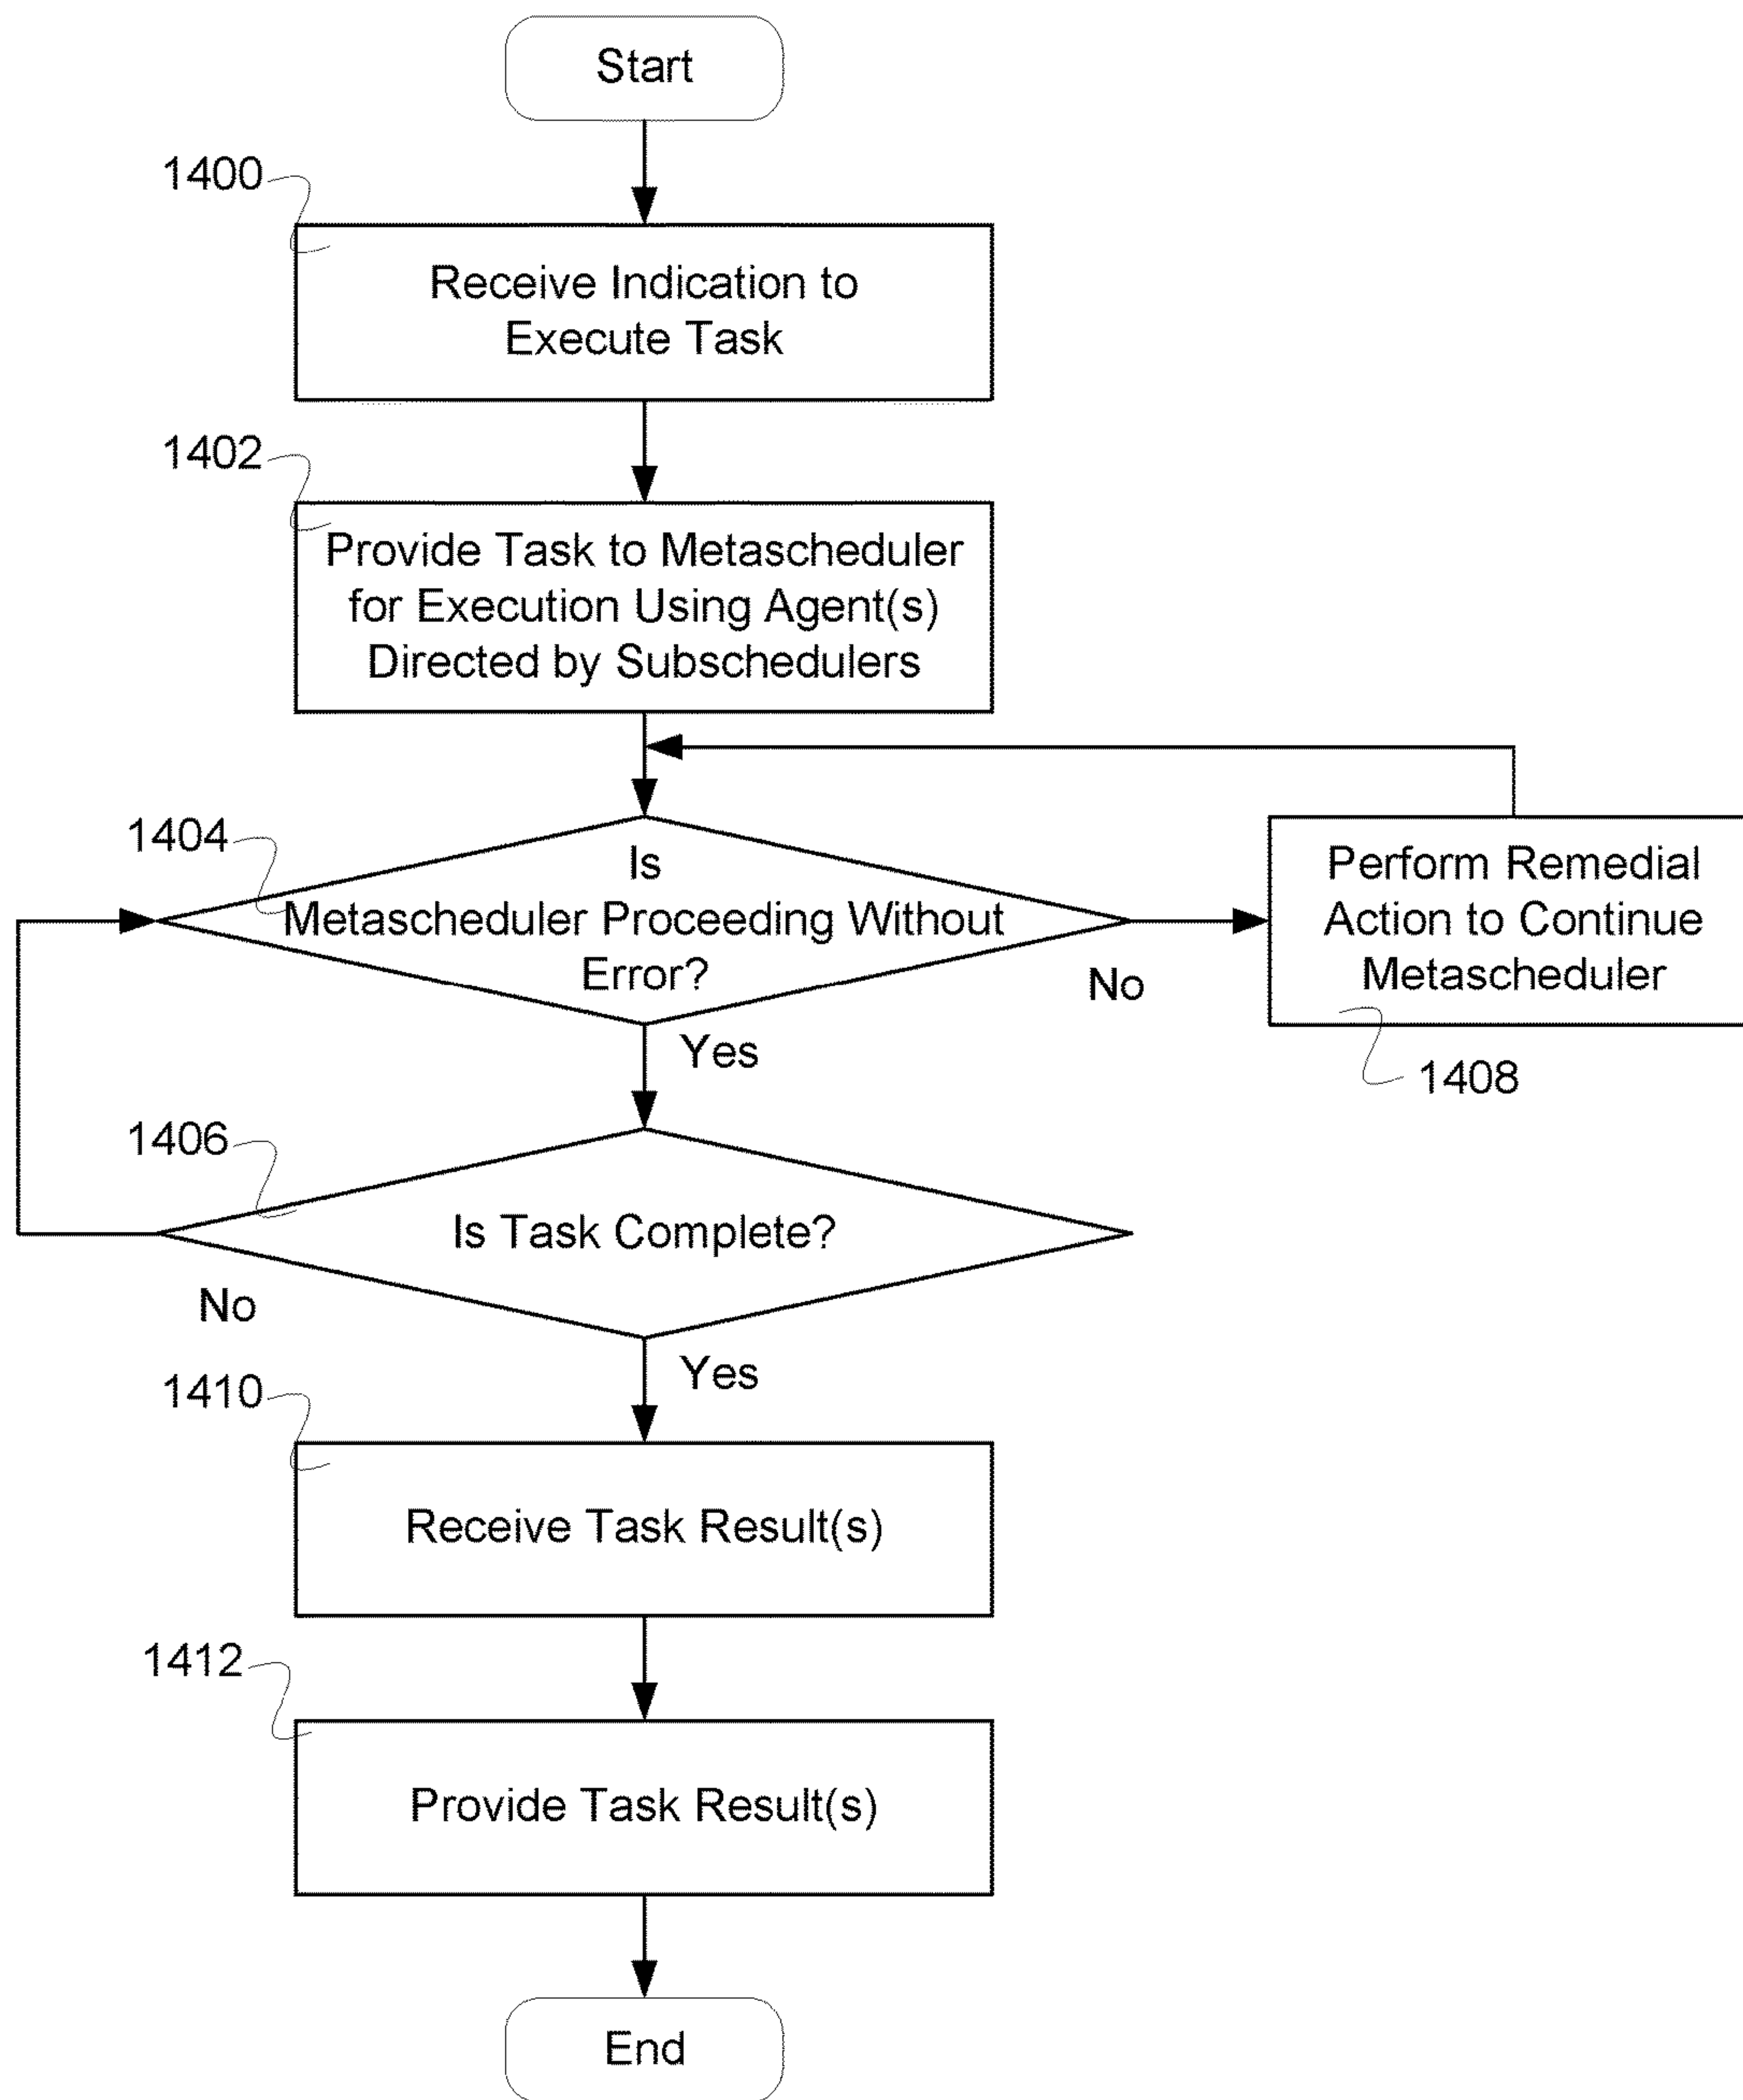 Start
1400
Receive Indication to
Execute Task
1402
Provide Task to Metascheduler
for Execution Using Agent(s)
Directed by Subschedulers
1404
Is
Metascheduler Proceeding Without
Error?
No
Yes
Perform Remedial
Action to Continue
Metascheduler
1408
1406
Is Task Complete?
No
Yes
1410
Receive Task Result(s)
1412
Provide Task Result(s)
End